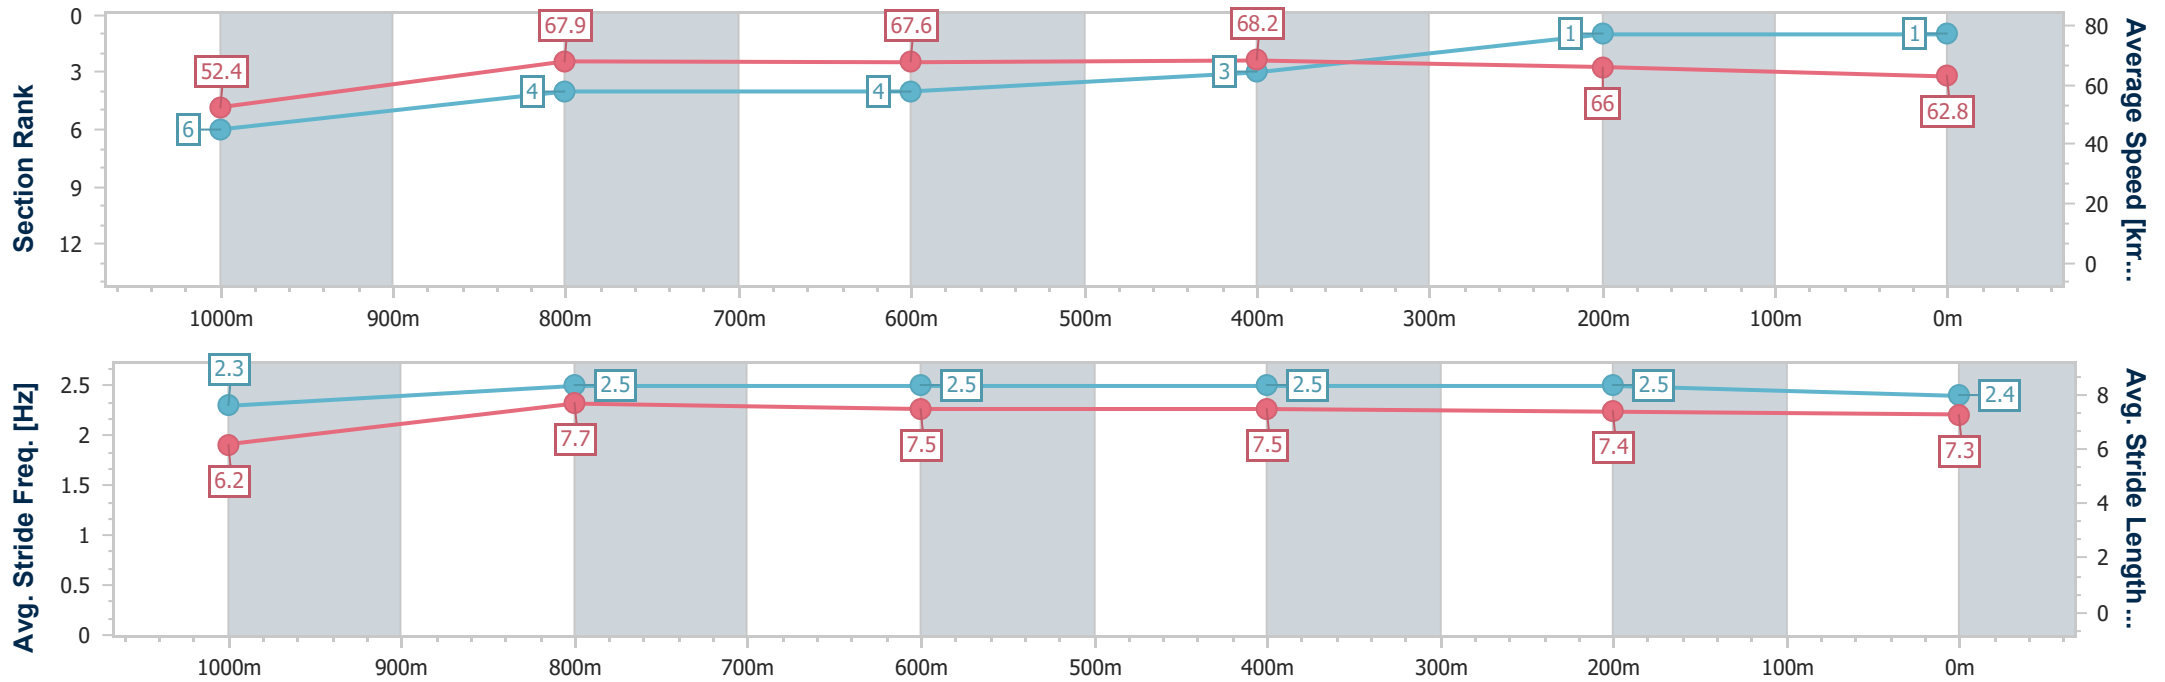 Section Rank
0
3
6
9
12
52.4
67.9
67.6
68.2
66
62.8
6
4
4
3
1
1
80
60
40
20
0
Average Speed [km...
1000m
900m
800m
700m
600m
500m
400m
300m
200m
100m
0m
Avg. Stride Freq. [Hz]
2.5
2
1.5
1
0.5
0
2.3
2.5
2.5
2.5
2.5
2.4
6.2
7.7
7.5
7.5
7.4
7.3
8
6
4
2
0
Avg. Stride Length ...
1000m
900m
800m
700m
600m
500m
400m
300m
200m
100m
0m